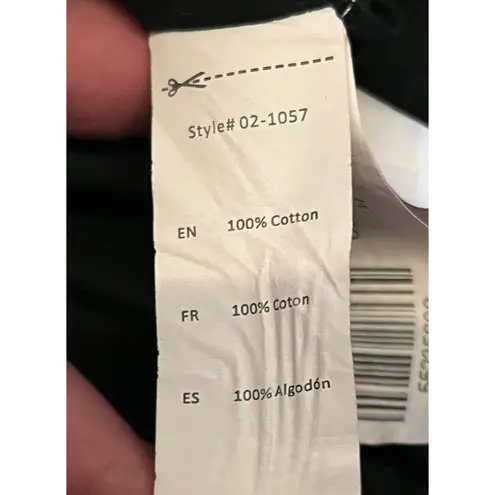 Style# 02-1057
EN 100% Cotton
FR 100% Coton
ES 100% Algodón